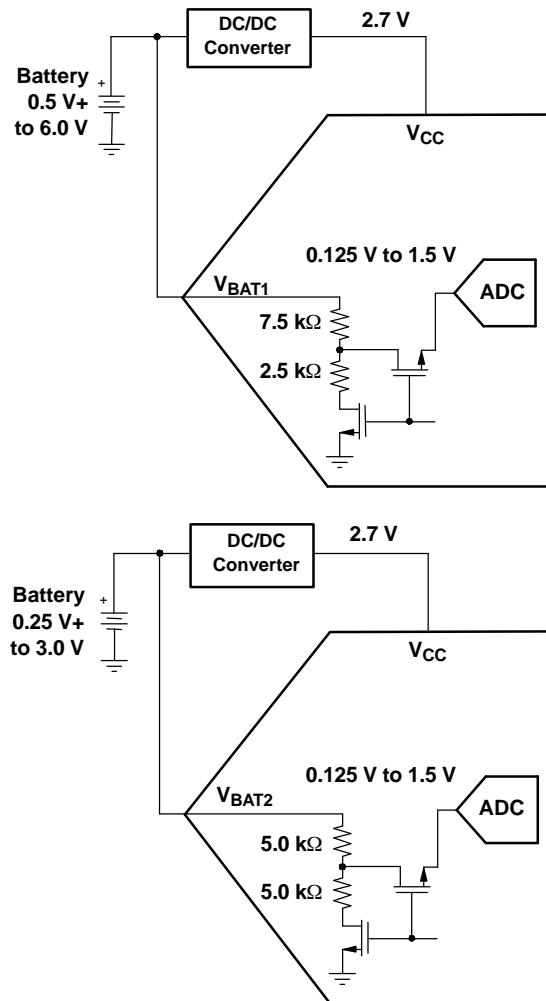 DC/DC
Converter
2.7 V
Battery
0.5 V+
to 6.0 V
+
VCC
0.125 V to 1.5 V
VBAT1
ADC
7.5 kΩ
2.5 kΩ
DC/DC
Converter
2.7 V
Battery
0.25 V+
to 3.0 V
+
VCC
0.125 V to 1.5 V
VBAT2
ADC
5.0 kΩ
5.0 kΩ